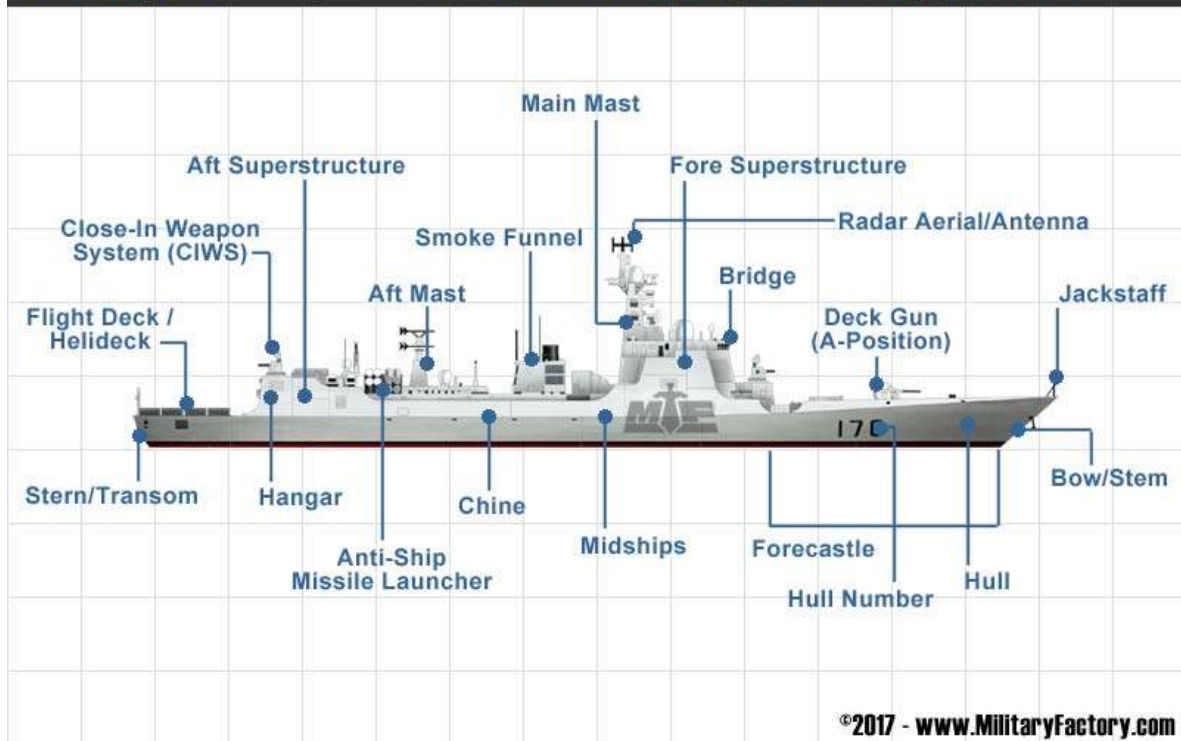 Main Mast
Aft Superstructure
Fore Superstructure
Close-In Weapon
System (CIWS)
Smoke Funnel
Radar Aerial/Antenna
Aft Mast
Bridge
Jackstaff
Flight Deck /
Helideck
Deck Gun
(A-Position)
MF
170
Stern/Transom
Hangar
Chine
Bow/Stem
Midships
Forecastle
Anti-Ship
Missile Launcher
Hull
Hull Number
©2017 - www.MilitaryFactory.com